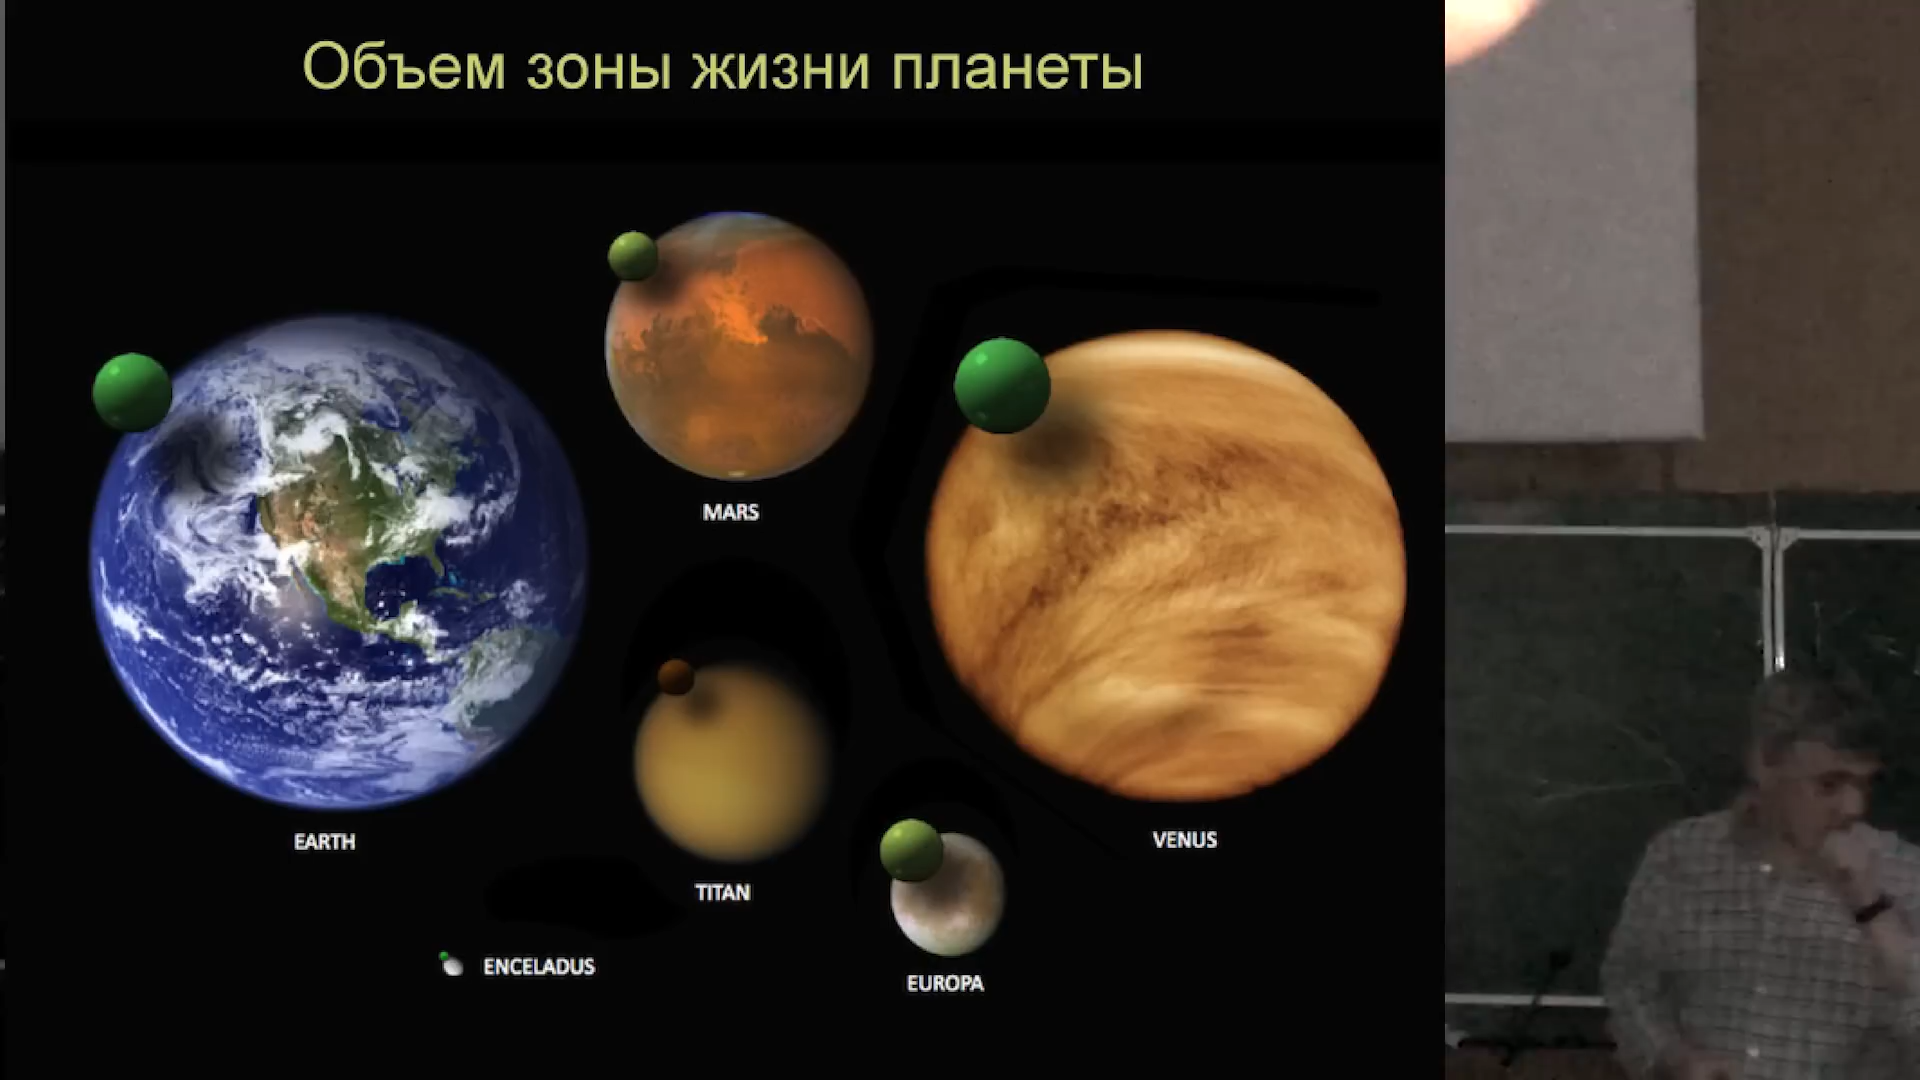 Объем зоны жизни планеты
MARS
EARTH
VENUS
TITAN
ENCELADUS
EUROPA